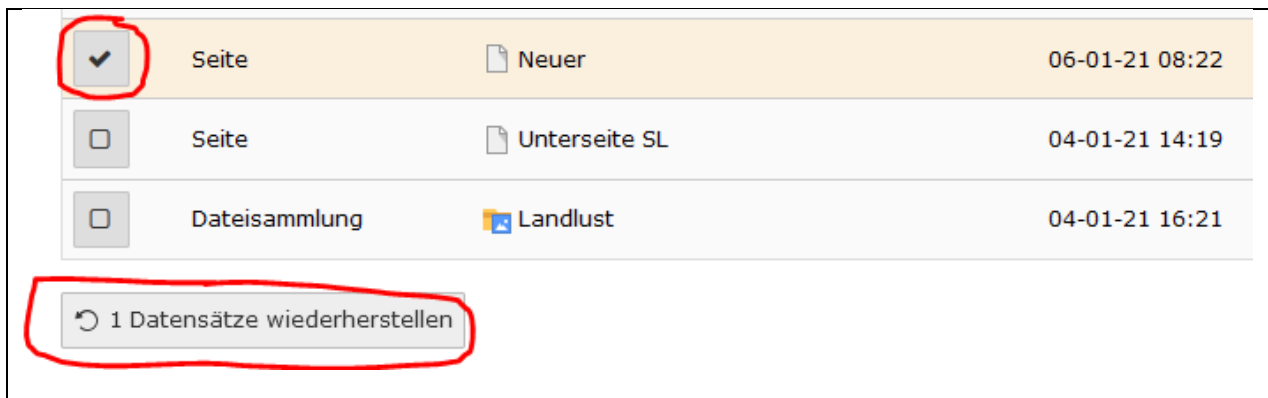 Seite Neuer 06-01-21 08:22
Seite Unterseite SL 04-01-21 14:19
Dateisammlung Landlust 04-01-21 16:21
1 Datensätze wiederherstellen